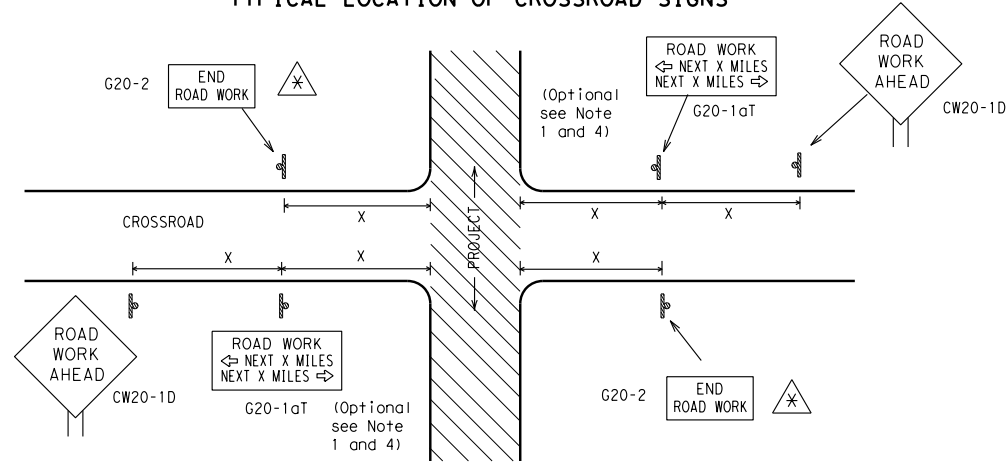 TYPICAL LOCATION OF CROSSROAD SIGNS
ROAD
WORK
AHEAD
CW20-1D
ROAD WORK
⇦ NEXT X MILES
NEXT X MILES ⇨
G20-1aT
(Optional
see Note
1 and 4)
G20-2
END
ROAD WORK
*
X
X
X
CROSSROAD
PROJECT
X
X
X
ROAD
WORK
AHEAD
CW20-1D
ROAD WORK
⇦ NEXT X MILES
NEXT X MILES ⇨
G20-1aT
(Optional
see Note
1 and 4)
G20-2
END
ROAD WORK
*